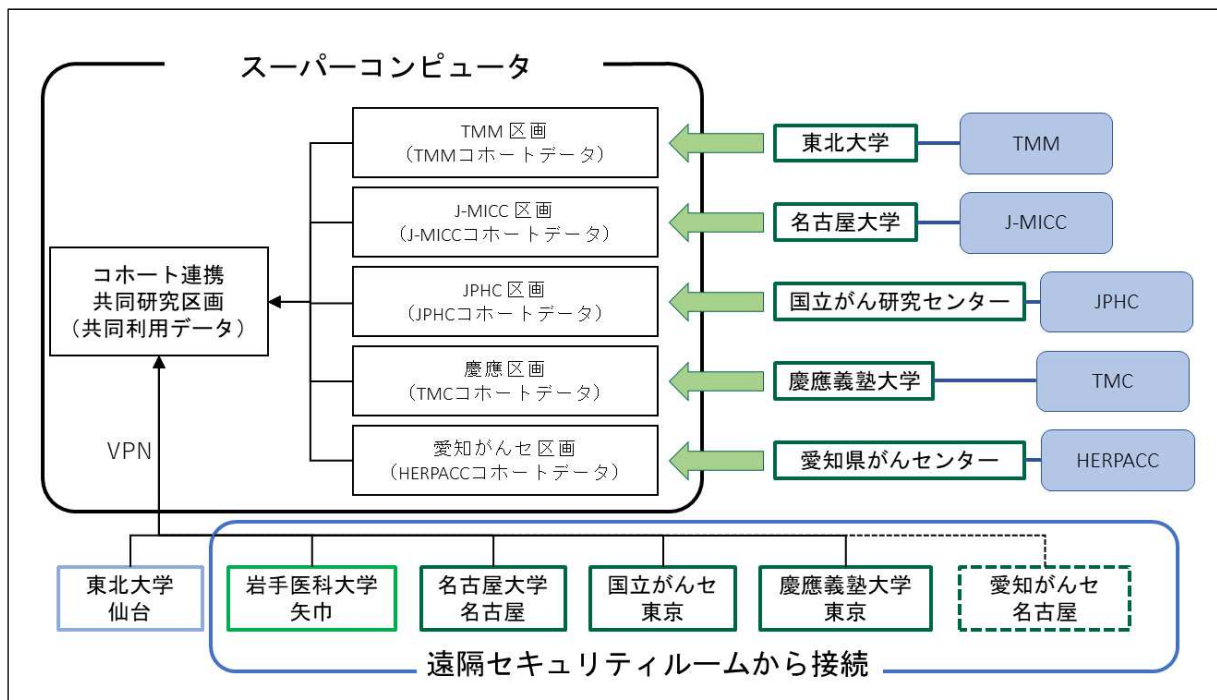 スーパーコンピュータ
TMM 区画
（TMMコホートデータ）
東北大学
TMM
J-MICC 区画
（J-MICCコホートデータ）
名古屋大学
J-MICC
コホート連携
共同研究区画
（共同利用データ）
JPHC 区画
（JPHCコホートデータ）
国立がん研究センター
JPHC
慶應区画
（TMCコホートデータ）
慶應義塾大学
TMC
愛知がんセ区画
（HERPACCコホートデータ）
愛知県がんセンター
HERPACC
VPN
東北大学
仙台
岩手医科大学
矢巾
名古屋大学
名古屋
国立がんセ
東京
慶應義塾大学
東京
愛知がんセ
名古屋
遠隔セキュリティルームから接続